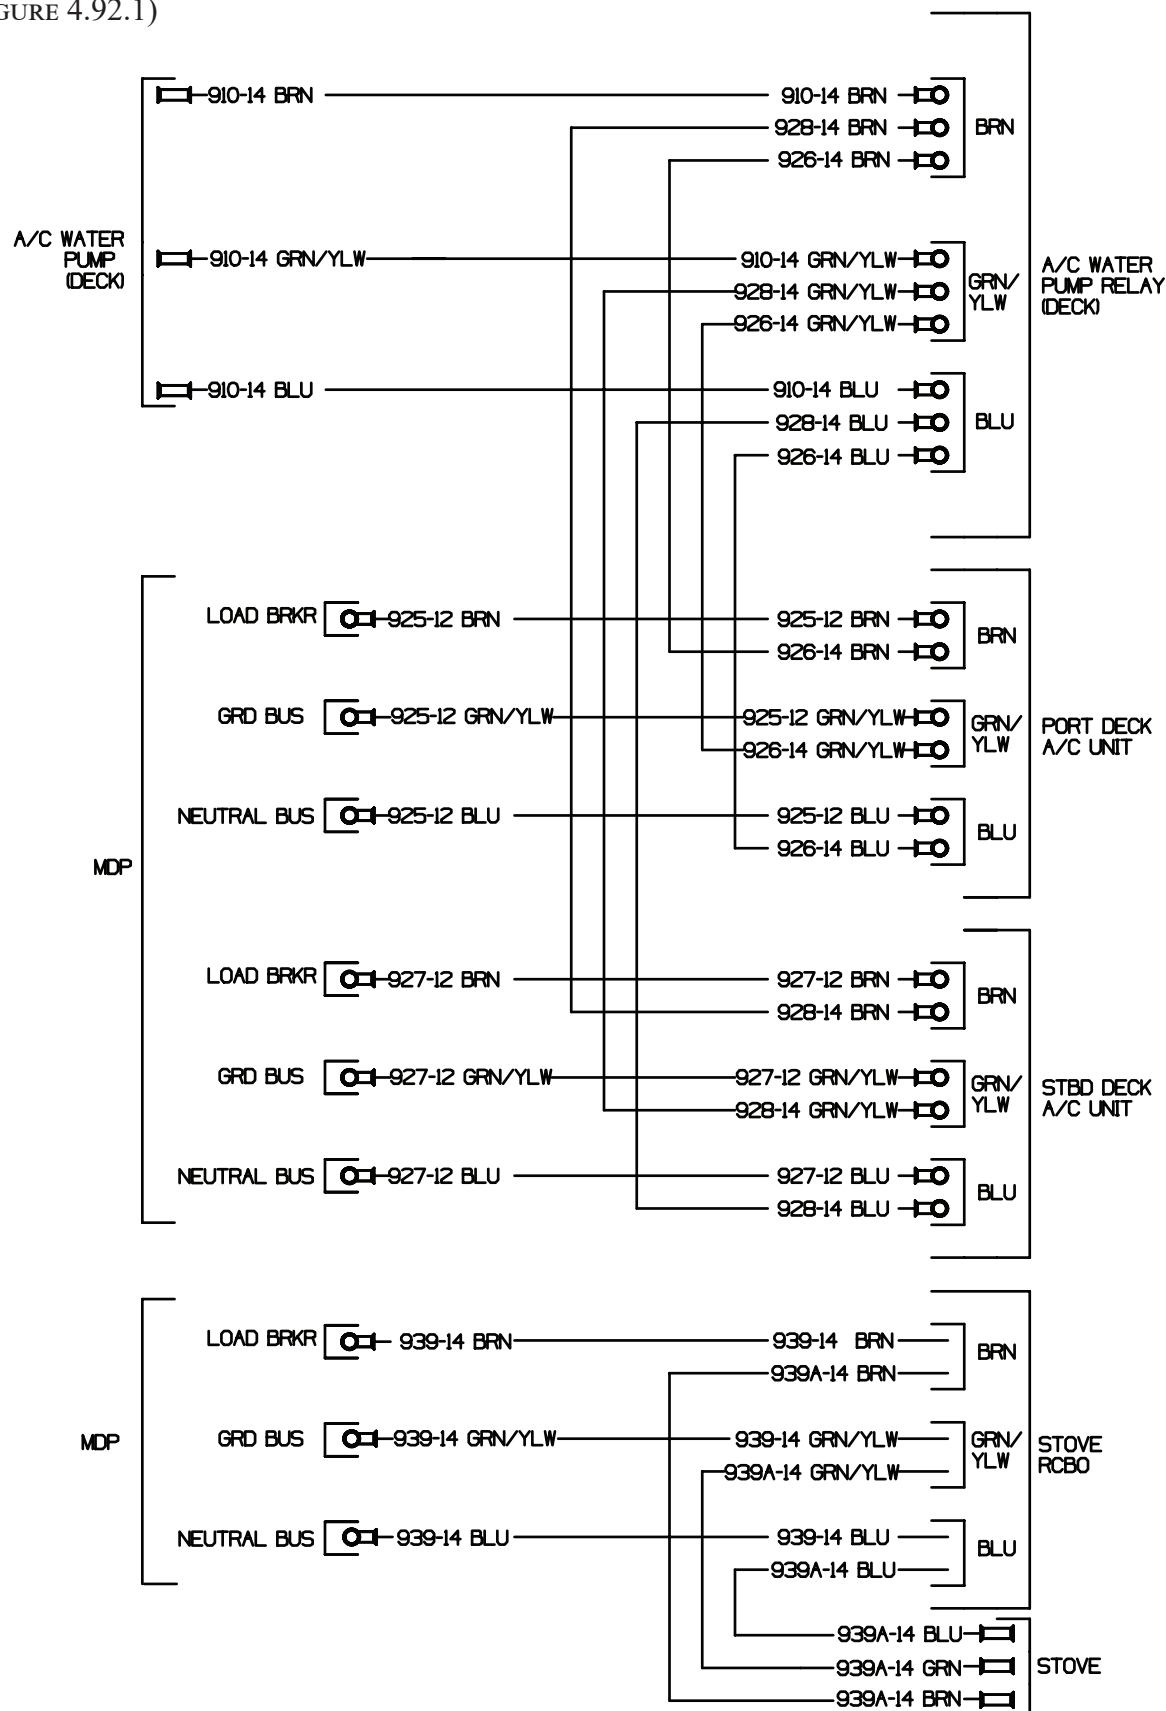 GURE 4.92.1)
910-14 BRN 910-14 BRN
928-14 BRN BRN
926-14 BRN
A/C WATER
PUMP
(DECK)
910-14 GRN/YLW 910-14 GRN/YLW
928-14 GRN/YLW
926-14 GRN/YLW
GRN/
YLW
A/C WATER
PUMP RELAY
(DECK)
910-14 BLU 910-14 BLU
928-14 BLU BLU
926-14 BLU
LOAD BRKR 925-12 BRN 925-12 BRN
926-14 BRN
BRN
GRD BUS 925-12 GRN/YLW 925-12 GRN/YLW
926-14 GRN/YLW
GRN/
YLW
PORT DECK
A/C UNIT
NEUTRAL BUS 925-12 BLU 925-12 BLU
926-14 BLU
BLU
MDP
LOAD BRKR 927-12 BRN 927-12 BRN
928-14 BRN
BRN
GRD BUS 927-12 GRN/YLW 927-12 GRN/YLW
928-14 GRN/YLW
GRN/
YLW
STBD DECK
A/C UNIT
NEUTRAL BUS 927-12 BLU 927-12 BLU
928-14 BLU
BLU
LOAD BRKR 939-14 BRN 939-14 BRN
939A-14 BRN
BRN
MDP
GRD BUS 939-14 GRN/YLW 939-14 GRN/YLW
939A-14 GRN/YLW
GRN/
YLW
STOVE
RCBO
NEUTRAL BUS 939-14 BLU 939-14 BLU
939A-14 BLU
BLU
939A-14 BLU
939A-14 GRN STOVE
939A-14 BRN